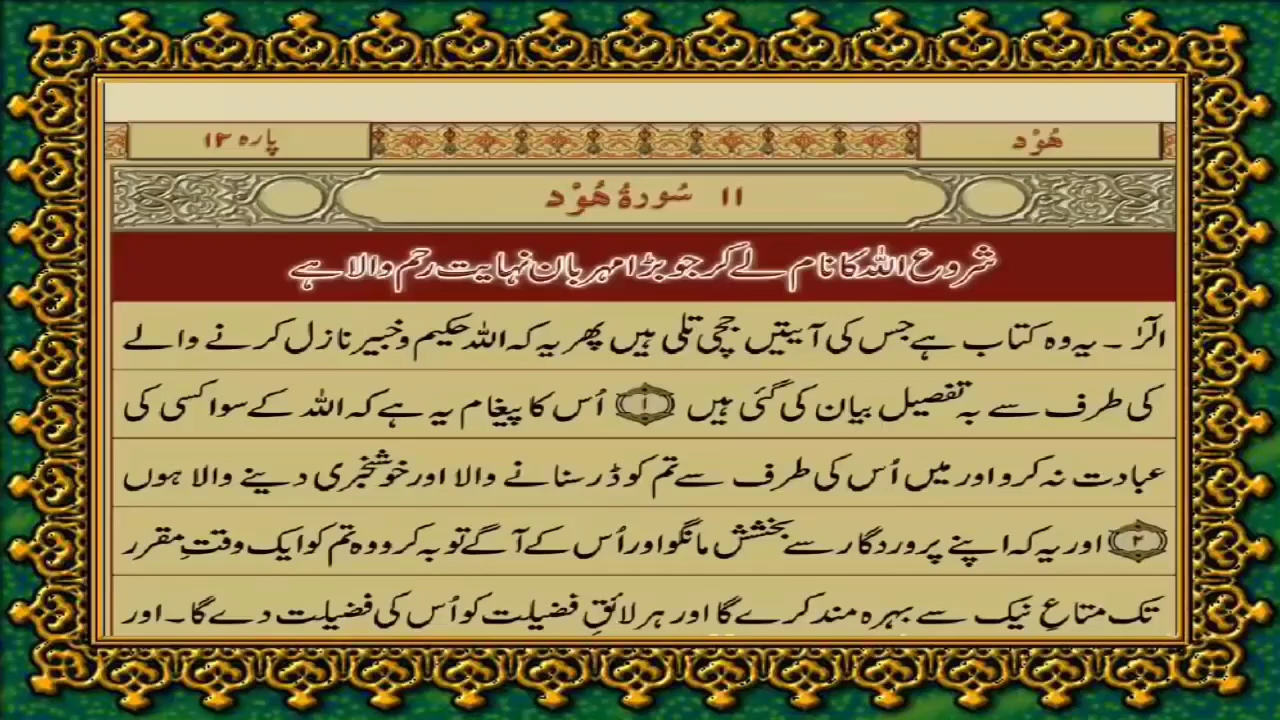 ھُوْد
پارہ ۱۲
۱۱ سُورۃُ ھُوْد
شروع اللہ کا نام لے کر جو بڑا مہربان نہایت رحم والا ہے
الٓرٰ ۔ یہ وہ کتاب ہے جس کی آیتیں جچی تلی ہیں پھر یہ کہ اللہ حکیم و خبیر نازل کرنے والے
کی طرف سے بہ تفصیل بیان کی گئی ہیں ۱ اُس کا پیغام یہ ہے کہ اللہ کے سوا کسی کی
عبادت نہ کرو اور میں اُس کی طرف سے تم کو ڈر سنانے والا اور خوشخبری دینے والا ہوں
۲ اور یہ کہ اپنے پروردگار سے بخشش مانگو اور اُس کے آگے توبہ کرو وہ تم کو ایک وقتِ مقرر
تک متاعِ نیک سے بہرہ مند کرے گا اور ہر لائقِ فضیلت کو اُس کی فضیلت دے گا ۔ اور